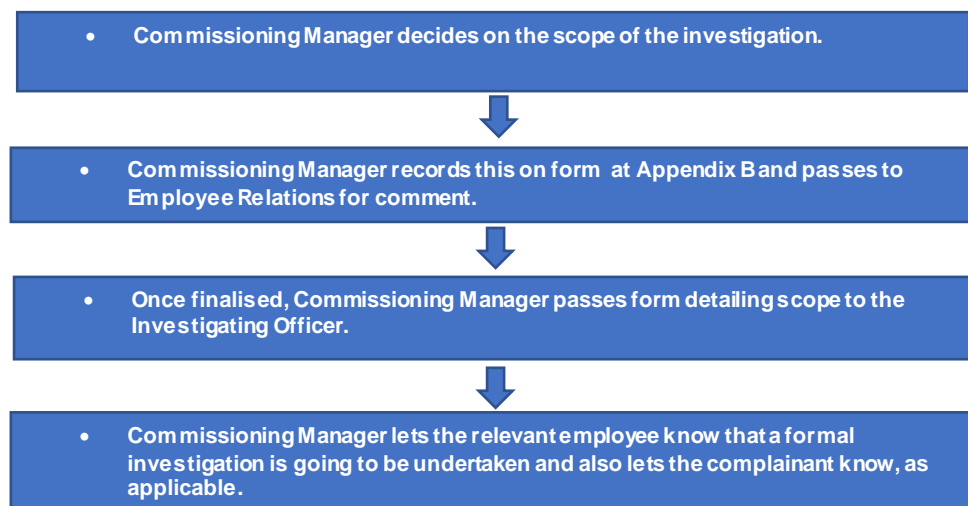 • Commissioning Manager decides on the scope of the investigation.
• Commissioning Manager records this on form at Appendix Band passes to
Employee Relations for comment.
• Once finalised, Commissioning Manager passes form detailing scope to the
Investigating Officer.
• Commissioning Manager lets the relevant employee know that a formal
investigation is going to be undertaken and also lets the complainant know, as
applicable.